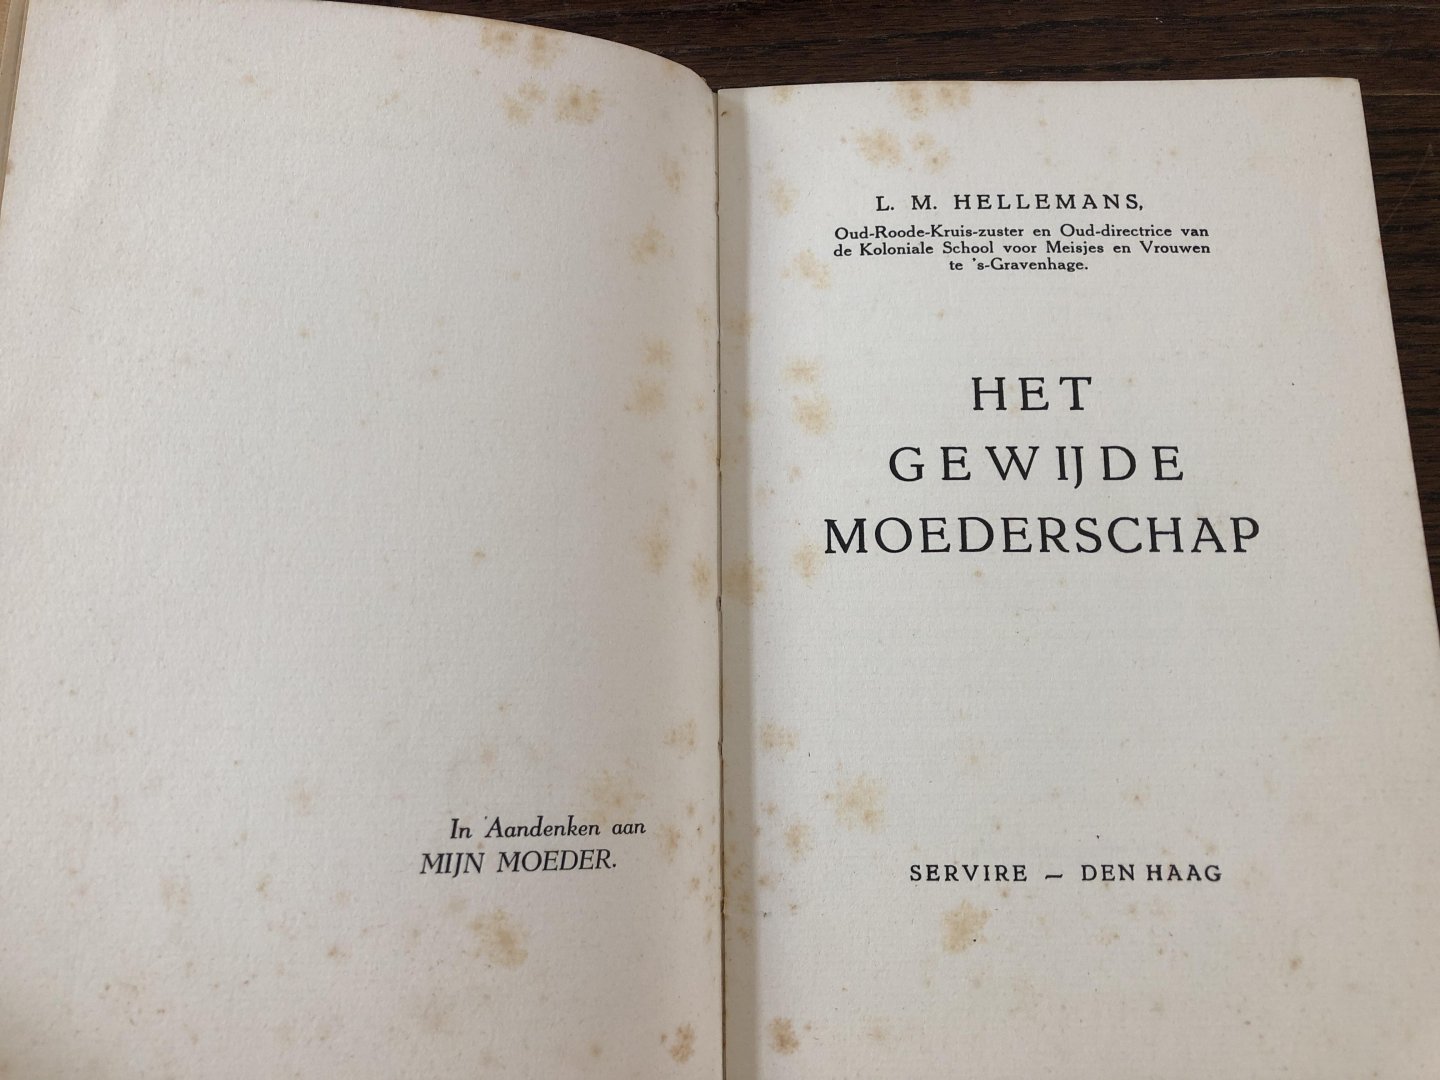 In Aandenken aan
MIJN MOEDER.
L. M. HELLEMANS,
Oud-Roode-Kruis-zuster en Oud-directrice van
de Koloniale School voor Meisjes en Vrouwen
te 's-Gravenhage.
HET
GEWIJDE
MOEDERSCHAP
SERVIRE — DEN HAAG